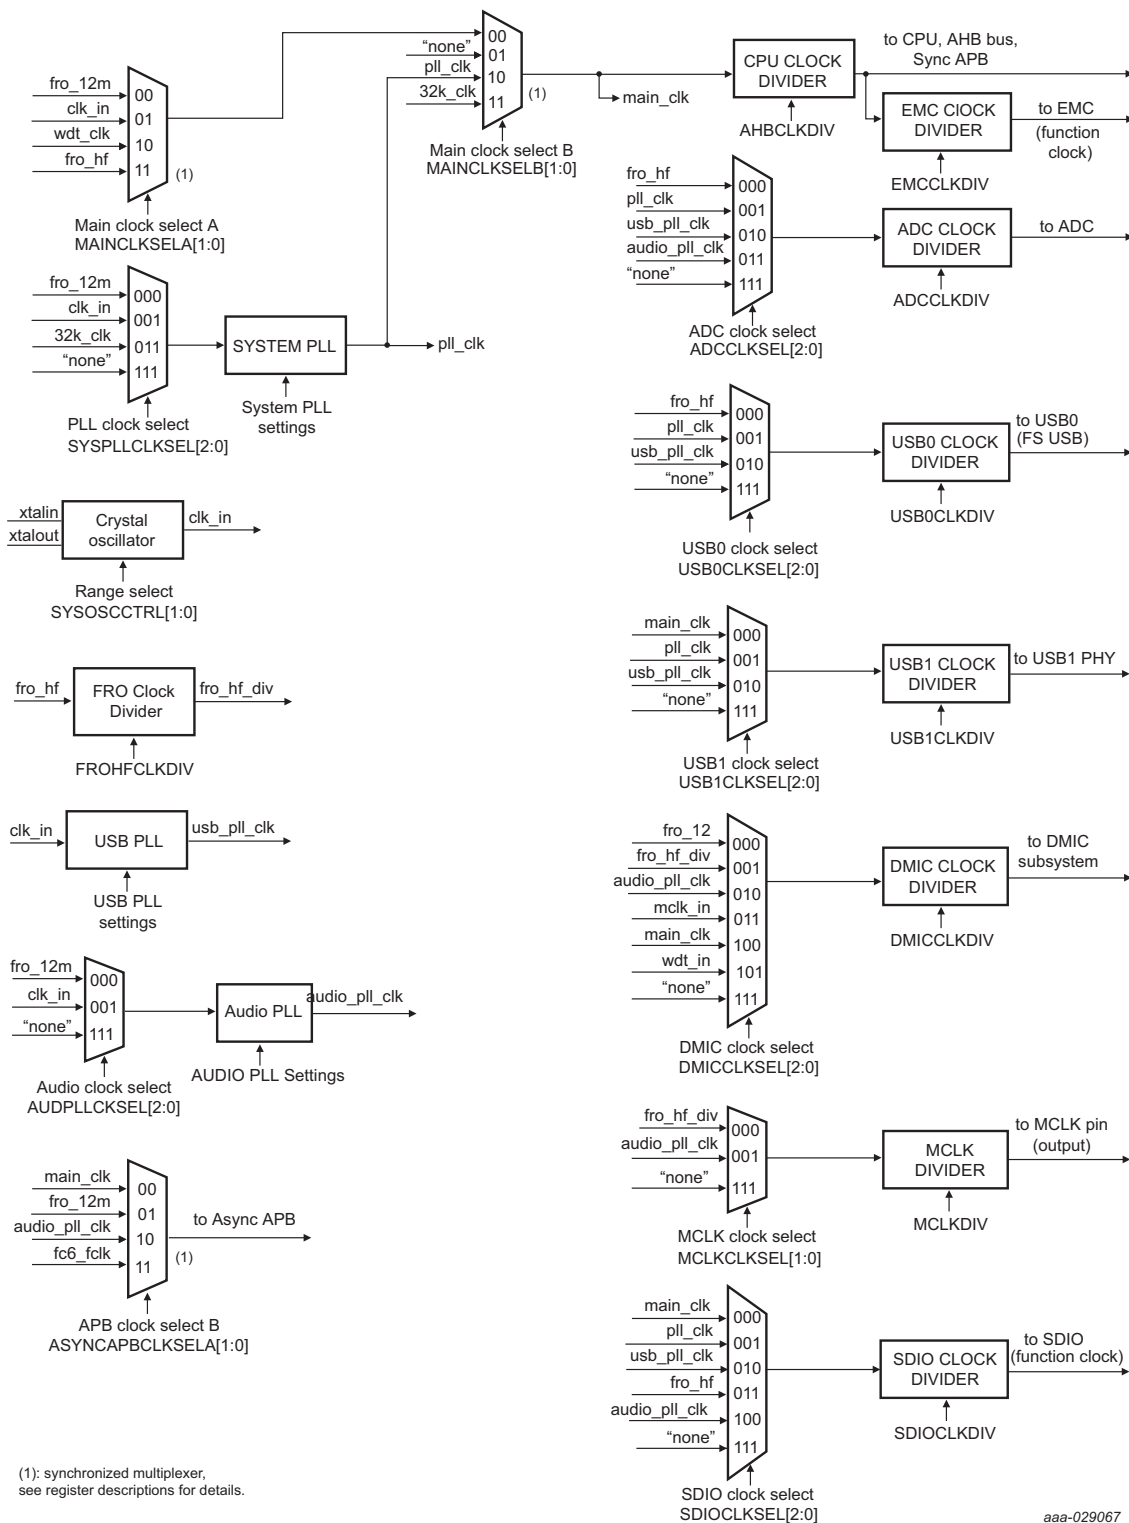 fro_12m
clk_in
wdt_clk
fro_hf
00
01
10
11
(1)
Main clock select A
MAINCLKSELA[1:0]
“none”
pll_clk
32k_clk
00
01
10
11
(1)
Main clock select B
MAINCLKSELB[1:0]
main_clk
CPU CLOCK
DIVIDER
AHBCLKDIV
to CPU, AHB bus,
Sync APB
EMC ClOCK
DIVIDER
EMCCLKDIV
to EMC
(function
clock)
fro_12m
clk_in
32k_clk
“none”
000
001
011
111
PLL clock select
SYSPLLCLKSEL[2:0]
SYSTEM PLL
System PLL
settings
pll_clk
fro_hf
pll_clk
usb_pll_clk
audio_pll_clk
“none”
000
001
010
011
111
ADC clock select
ADCCLKSEL[2:0]
ADC CLOCK
DIVIDER
ADCCLKDIV
to ADC
xtalin
xtalout
Crystal
oscillator
clk_in
Range select
SYSOSCCTRL[1:0]
fro_hf
pll_clk
usb_pll_clk
“none”
000
001
010
111
USB0 clock select
USB0CLKSEL[2:0]
USB0 CLOCK
DIVIDER
USB0CLKDIV
to USB0
(FS USB)
fro_hf
FRO Clock
Divider
fro_hf_div
FROHFCLKDIV
main_clk
pll_clk
usb_pll_clk
“none”
000
001
010
111
USB1 clock select
USB1CLKSEL[2:0]
USB1 CLOCK
DIVIDER
USB1CLKDIV
to USB1 PHY
clk_in
USB PLL
usb_pll_clk
USB PLL
settings
fro_12
fro_hf_div
audio_pll_clk
mclk_in
main_clk
wdt_in
“none”
000
001
010
011
100
101
111
DMIC clock select
DMICCLKSEL[2:0]
DMIC CLOCK
DIVIDER
DMICCLKDIV
to DMIC
subsystem
fro_12m
clk_in
“none”
000
001
111
Audio clock select
AUDPLLCKSEL[2:0]
Audio PLL
AUDIO PLL Settings
audio_pll_clk
fro_hf_div
audio_pll_clk
“none”
000
001
111
MCLK clock select
MCLKCLKSEL[1:0]
MCLK
DIVIDER
MCLKDIV
to MCLK pin
(output)
main_clk
fro_12m
audio_pll_clk
fc6_fclk
00
01
10
11
(1)
to Async APB
APB clock select B
ASYNCAPBCLKSELA[1:0]
main_clk
pll_clk
usb_pll_clk
fro_hf
audio_pll_clk
“none”
000
001
010
011
100
111
SDIO clock select
SDIOCLKSEL[2:0]
SDIO CLOCK
DIVIDER
SDIOCLKDIV
to SDIO
(function clock)
(1): synchronized multiplexer,
see register descriptions for details.
aaa-029067